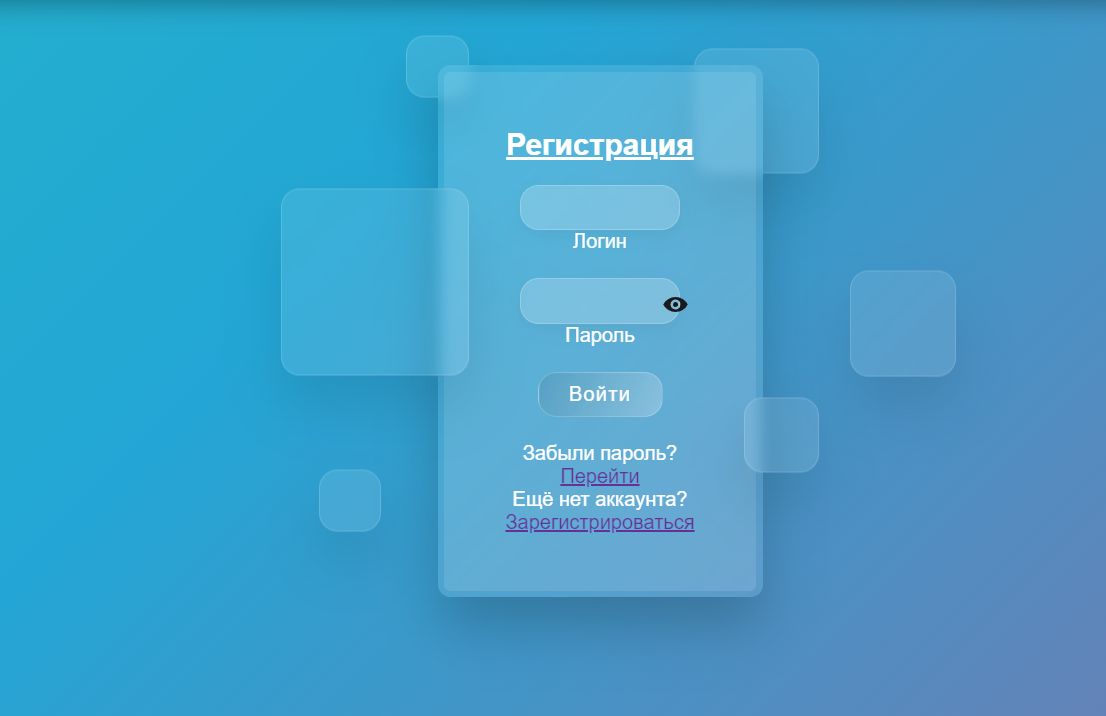 Регистрация
Логин
Пароль
Войти
Забыли пароль?
Перейти
Ещё нет аккаунта?
Зарегистрироваться